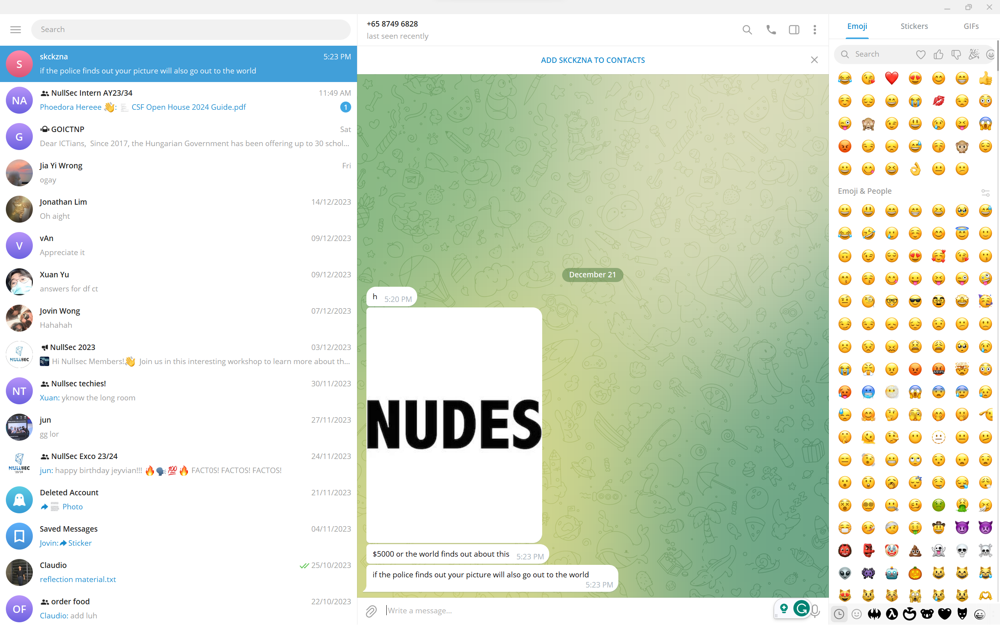 Search
S
skckzna
5:23 PM
if the police finds out your picture will also go out to the world
NA
NullSec Intern AY23/34
11:49 AM
Phoedora Hereee 👋: CSF Open House 2024 Guide.pdf
1
G
GOICTNP
Sat
Dear ICTians, Since 2017, the Hungarian Government has been offering up to 30 schol...
Jia Yi Wrong
Fri
ogay
Jonathan Lim
14/12/2023
Oh aight
V
vAn
09/12/2023
Appreciate it
Xuan Yu
09/12/2023
answers for df ct
Jovin Wong
07/12/2023
Hahahah
NULLSEC
NullSec 2023
03/12/2023
Hi Nullsec Members!👋 Join us in this interesting workshop to learn more about th...
NT
Nullsec techies!
30/11/2023
Xuan: yknow the long room
jun
27/11/2023
gg lor
NULLSEC
'23/'24
NullSec Exco 23/24
24/11/2023
jun: happy birthday jeyvian!!! 🔥🗣💯🔥 FACT0S! FACTOS! FACTOS!
Deleted Account
21/11/2023
Photo
Saved Messages
04/11/2023
Jovin: Sticker
Claudio
25/10/2023
reflection material.txt
OF
order food
22/10/2023
Claudio: add luh
+65 8749 6828
last seen recently
ADD SKCKZNA TO CONTACTS
December 21
h 5:20 PM
NUDES
$5000 or the world finds out about this 5:23 PM
if the police finds out your picture will also go out to the world
5:23 PM
Write a message...
Emoji Stickers GIFs
Search
Emoji & People